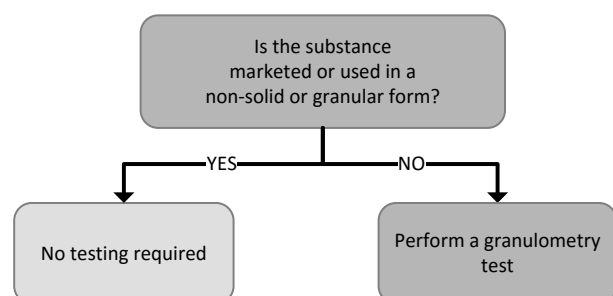 Is the substance
marketed or used in a
non-solid or granular form?
YES
NO
No testing required
Perform a granulometry
test